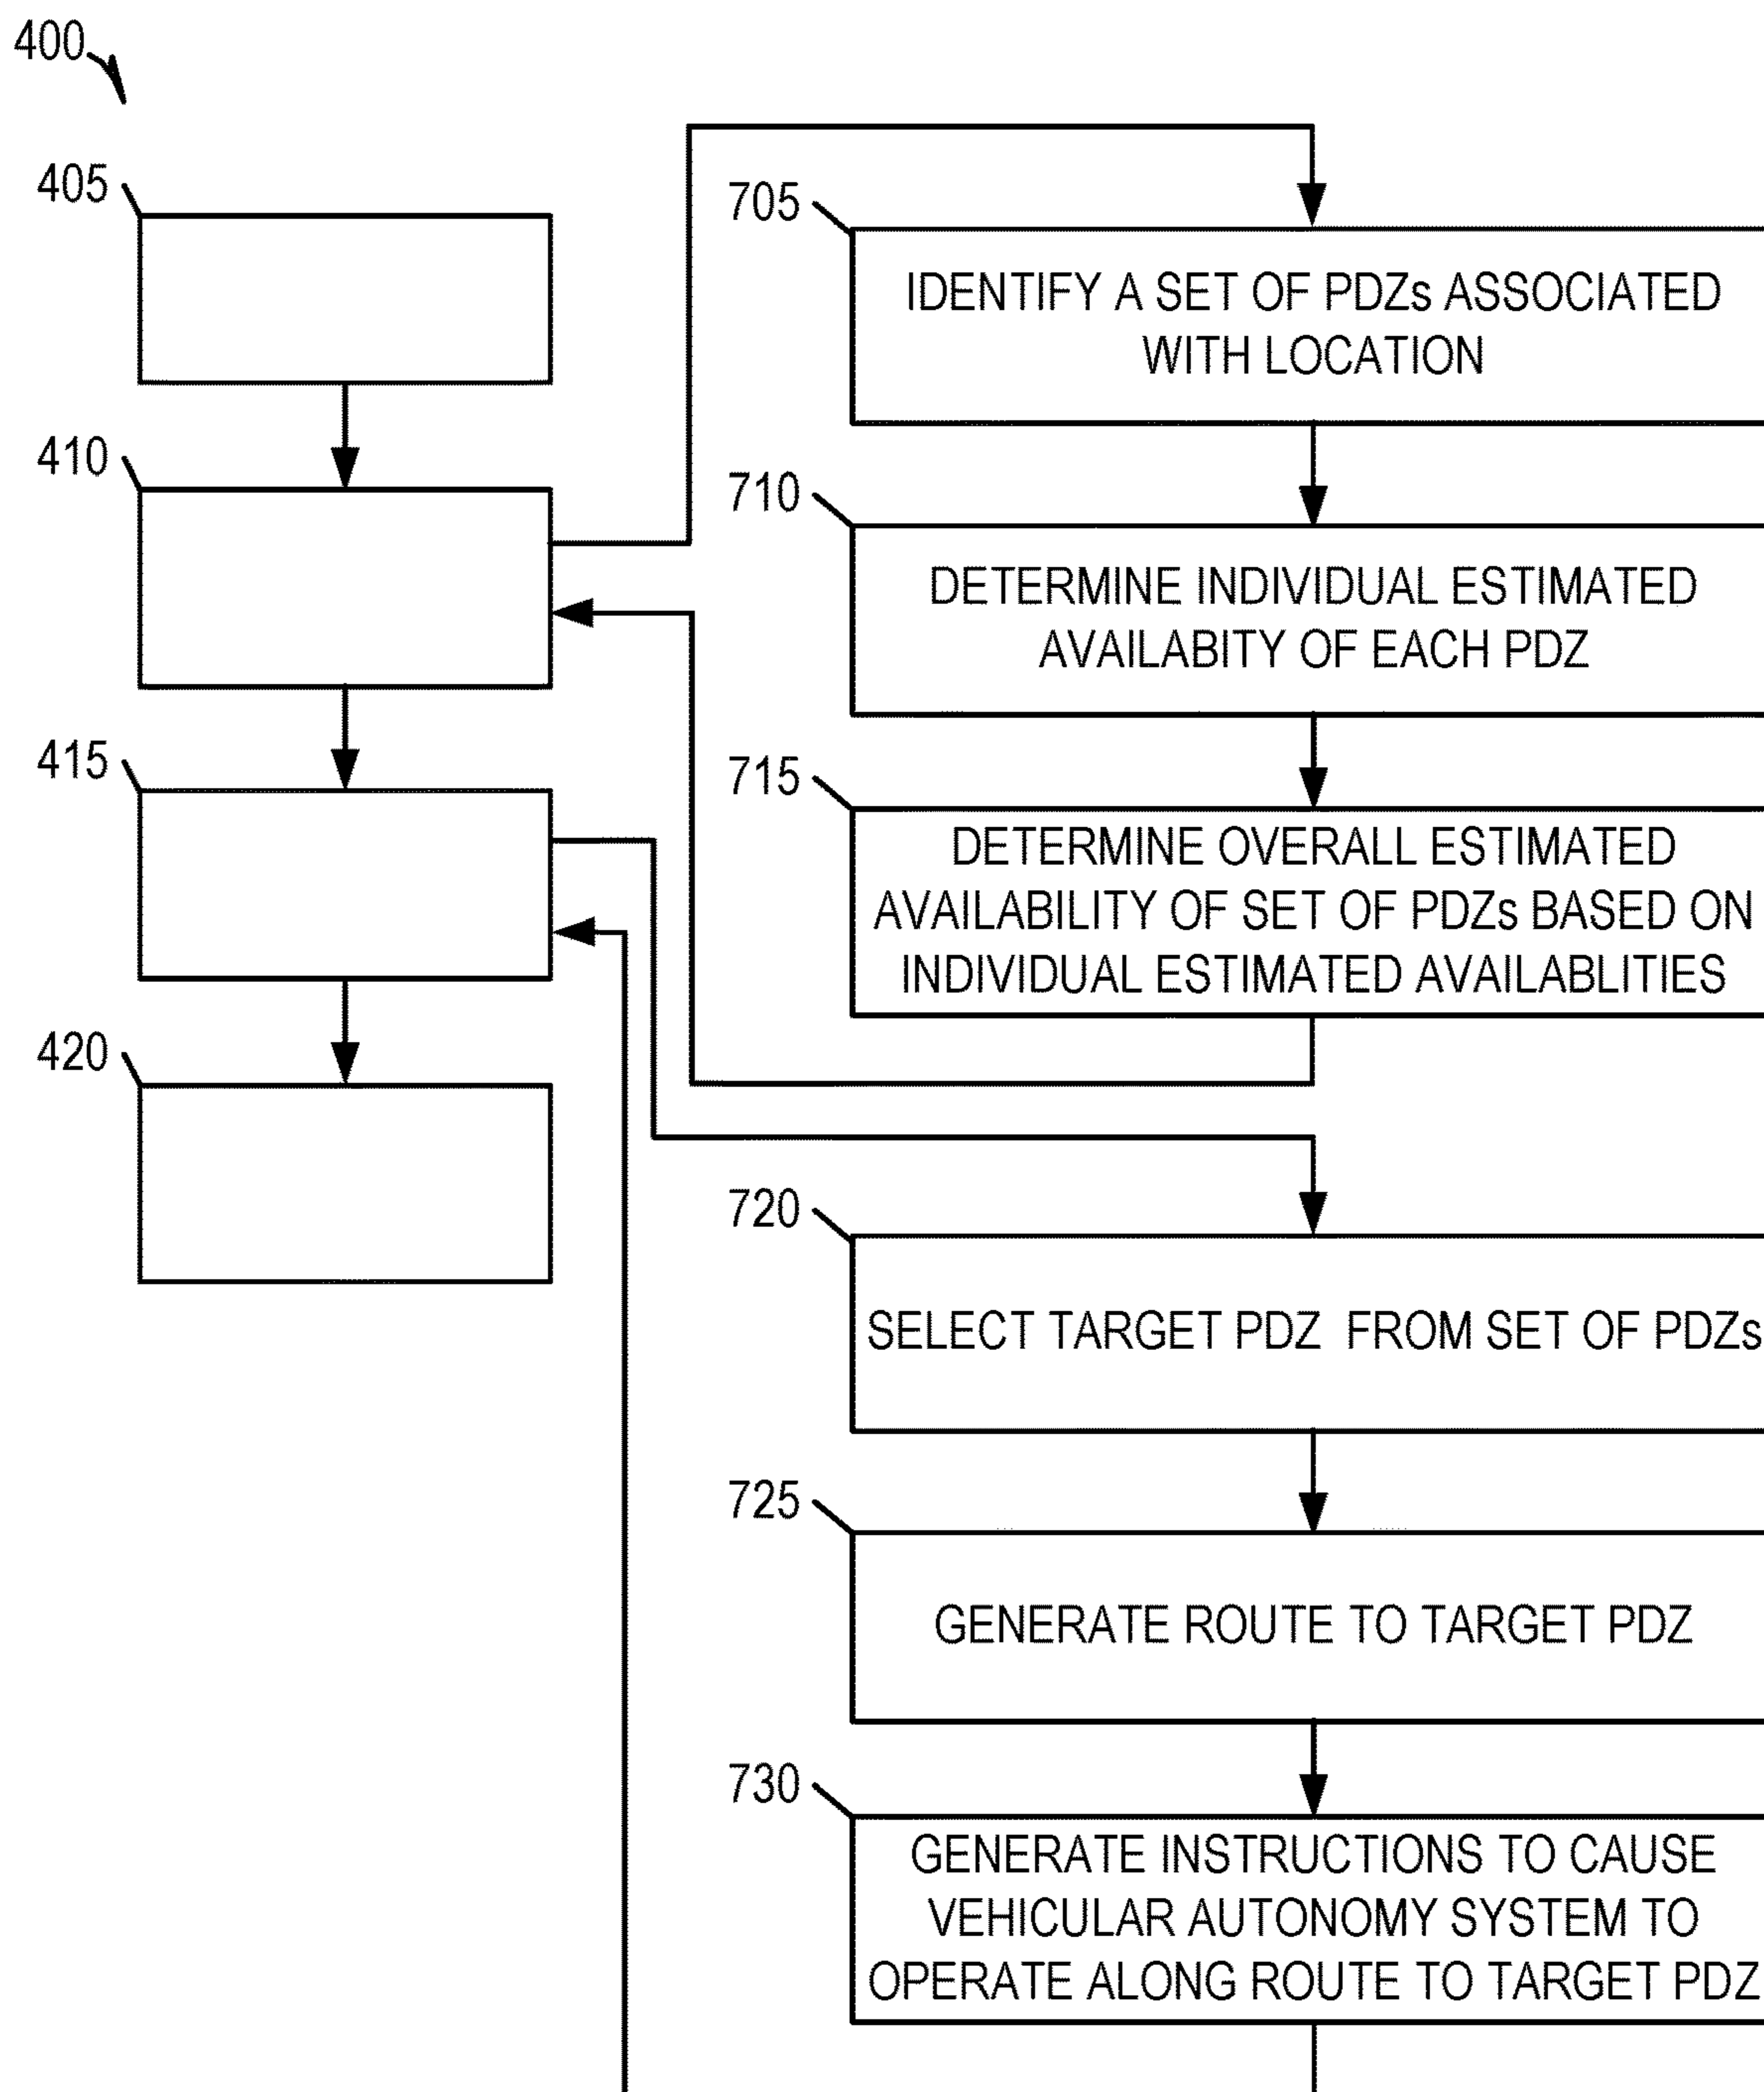 400
405
410
415
420
705
IDENTIFY A SET OF PDZs ASSOCIATED
WITH LOCATION
710
DETERMINE INDIVIDUAL ESTIMATED
AVAILABITY OF EACH PDZ
715
DETERMINE OVERALL ESTIMATED
AVAILABILITY OF SET OF PDZs BASED ON
INDIVIDUAL ESTIMATED AVAILABLITIES
720
SELECT TARGET PDZ FROM SET OF PDZs
725
GENERATE ROUTE TO TARGET PDZ
730
GENERATE INSTRUCTIONS TO CAUSE
VEHICULAR AUTONOMY SYSTEM TO
OPERATE ALONG ROUTE TO TARGET PDZ